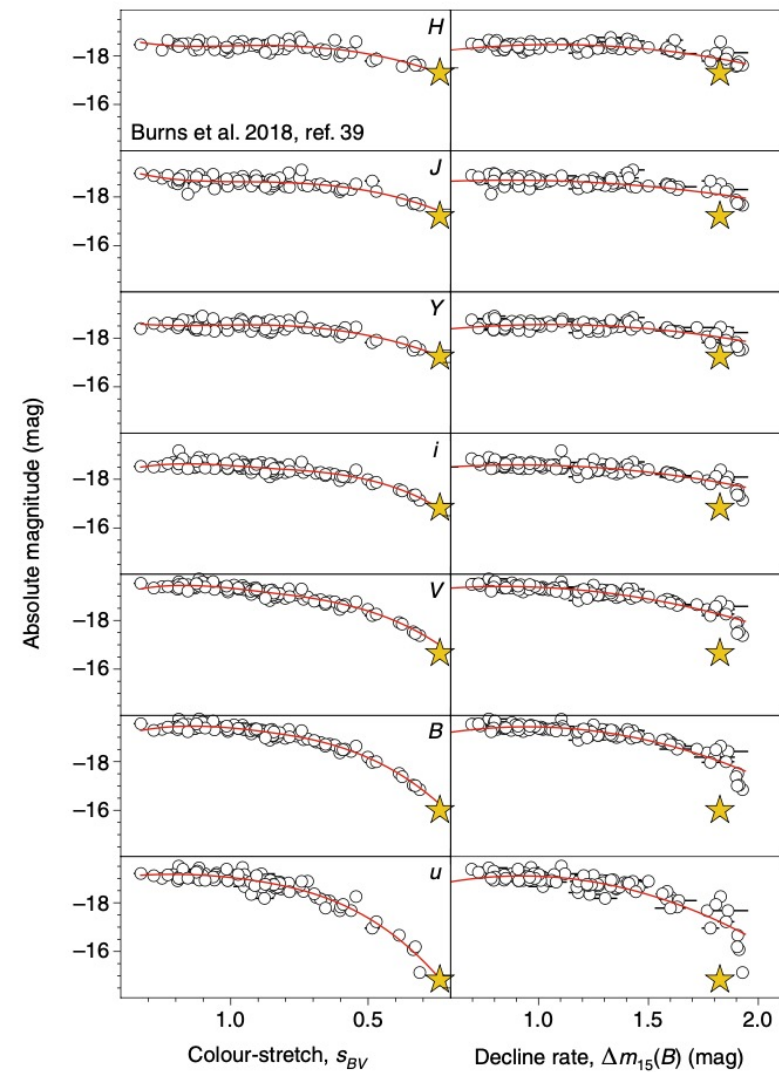 H
−18
−16
Burns et al. 2018, ref. 39
J
−18
−16
Y
−18
−16
i
−18
−16
V
−18
−16
B
−18
−16
u
−18
−16
Absolute magnitude (mag)
1.0 0.5 1.0 1.5 2.0
Colour-stretch, s_BV Decline rate, Δm₁₅(B) (mag)